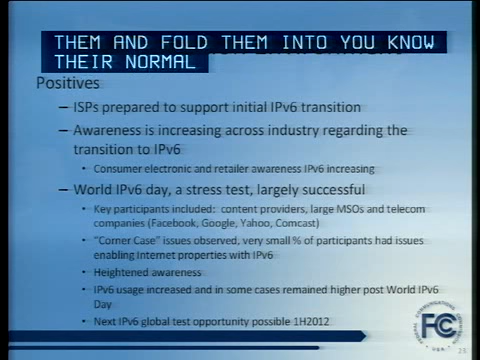 THEM AND FOLD THEM INTO YOU KNOW
THEIR NORMAL
Positives
– ISPs prepared to support initial IPv6 transition
– Awareness is increasing across industry regarding the
transition to IPv6
• Consumer electronic and retailer awareness IPv6 increasing
– World IPv6 day, a stress test, largely successful
• Key participants included: content providers, large MSOs and telecom
companies (Facebook, Google, Yahoo, Comcast)
• "Corner Case" issues observed, very small % of participants had issues
enabling Internet properties with IPv6
• Heightened awareness
• IPv6 usage increased and in some cases remained higher post World IPv6
Day
• Next IPv6 global test opportunity possible 1H2012
FEDERAL COMMUNICATIONS COMMISSION
FCC
USA